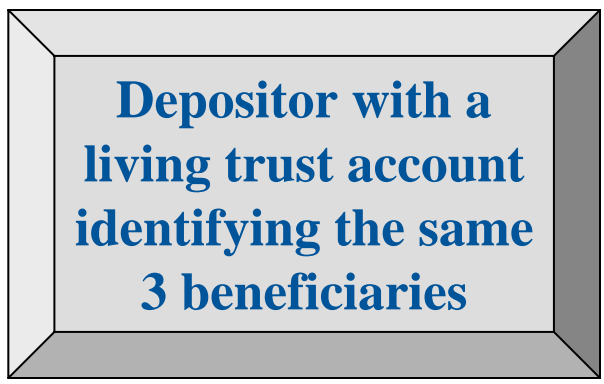 Depositor with a
living trust account
identifying the same
3 beneficiaries